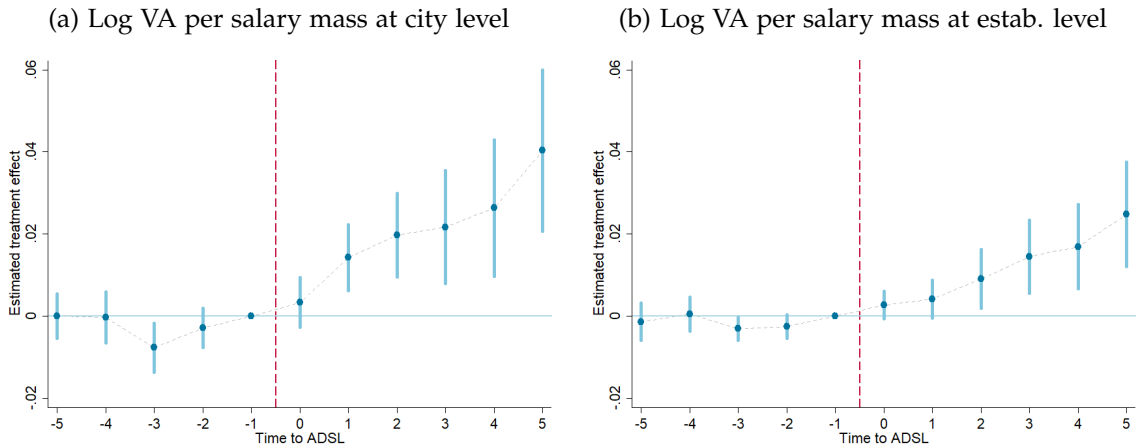 (a) Log VA per salary mass at city level
(b) Log VA per salary mass at estab. level
Estimated treatment effect
.06
.04
.02
0
-.02
-5 -4 -3 -2 -1 0 1 2 3 4 5
Time to ADSL
Estimated treatment effect
.06
.04
.02
0
-.02
-5 -4 -3 -2 -1 0 1 2 3 4 5
Time to ADSL